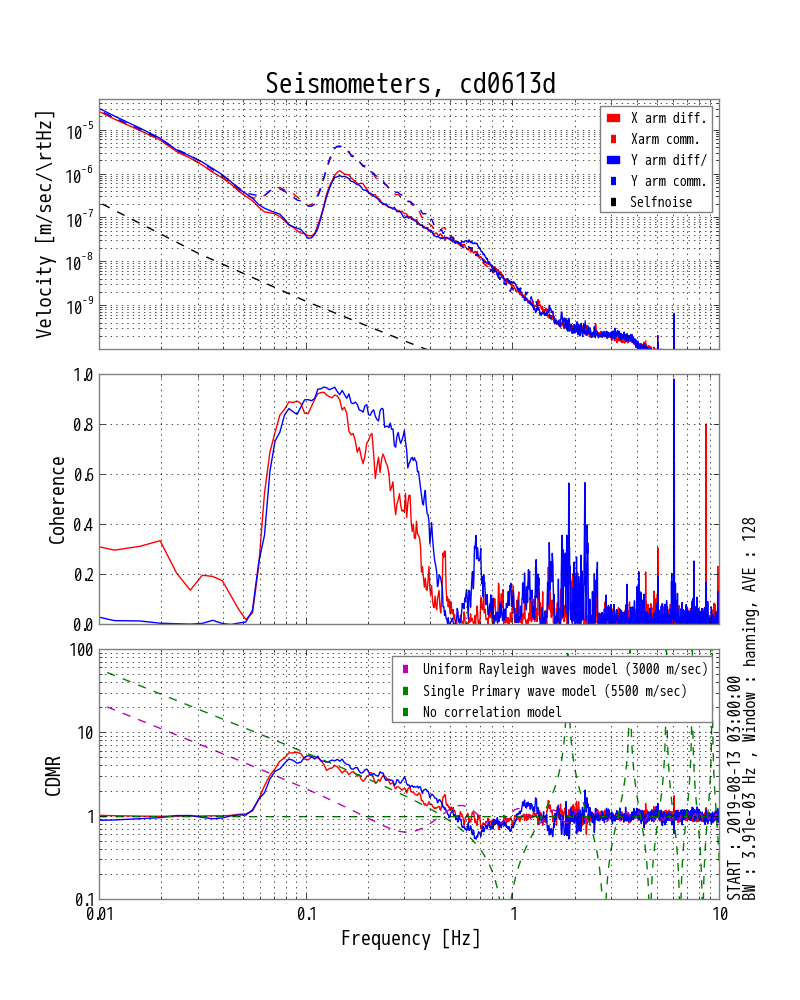 Seismometers, cd0613d
Velocity [m/sec/\rtHz]
10^-5
10^-6
10^-7
10^-8
10^-9
X arm diff.
Xarm comm.
Y arm diff/
Y arm comm.
Selfnoise
Coherence
1.0
0.8
0.6
0.4
0.2
0.0
CDMR
100
10
1
0.1
Uniform Rayleigh waves model (3000 m/sec)
Single Primary wave model (5500 m/sec)
No correlation model
0.01
0.1
1
10
Frequency [Hz]
START : 2019-08-13 03:00:00
BW : 3.91e-03 Hz , Window : hanning, AVE : 128